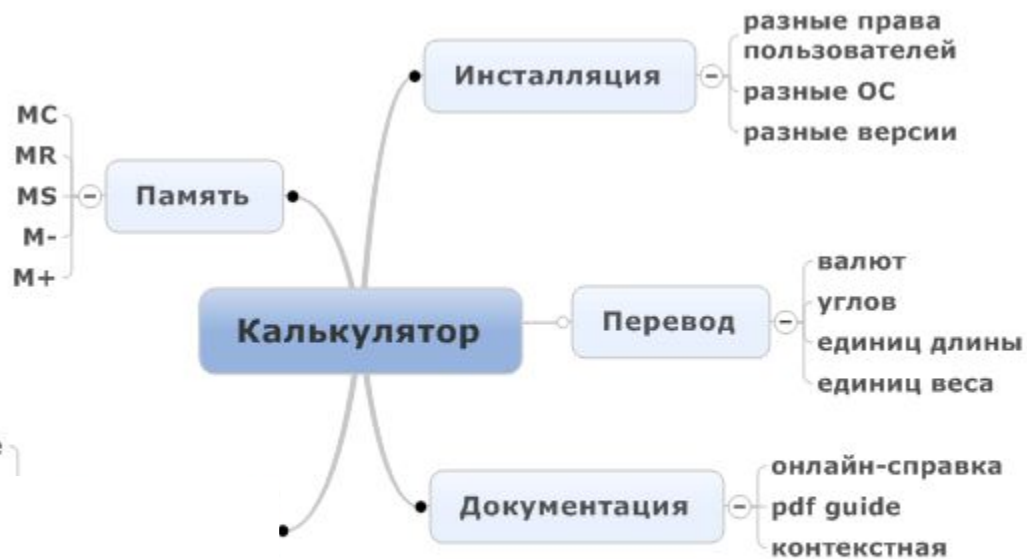 разные права
пользователей
Инсталляция
разные ОС
разные версии
MC
MR
MS
M-
M+
Память
Калькулятор
Перевод
валют
углов
единиц длины
единиц веса
Документация
онлайн-справка
pdf guide
контекстная